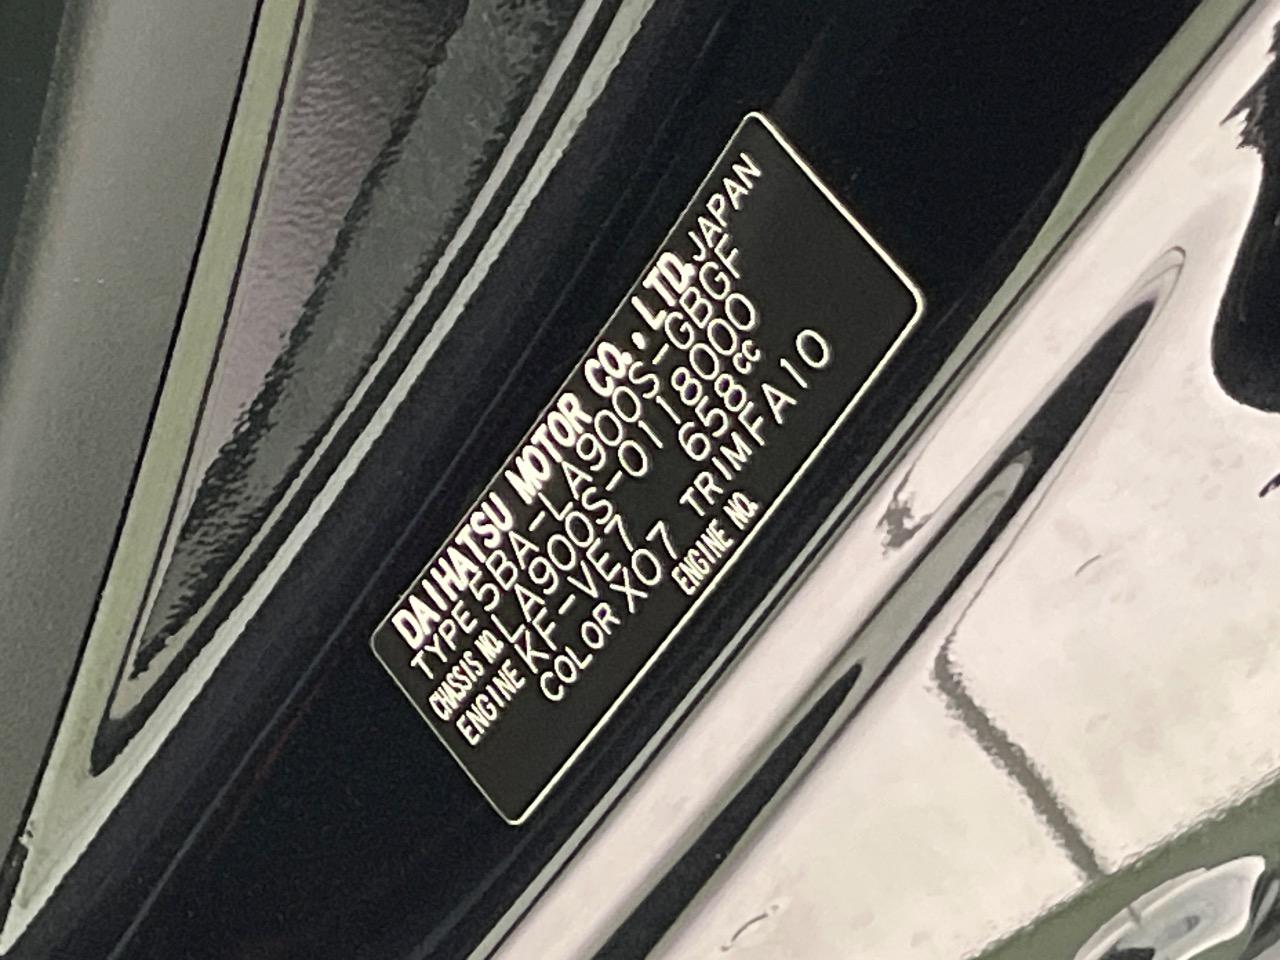 DAIHATSU MOTOR CO., LTD. JAPAN
TYPE 5BA-LA900S-GBGF
CHASSIS NO. LA900S-0118000
ENGINE KF-VE7 658cc
COLOR X07 TRIM FA10
ENGINE NO.